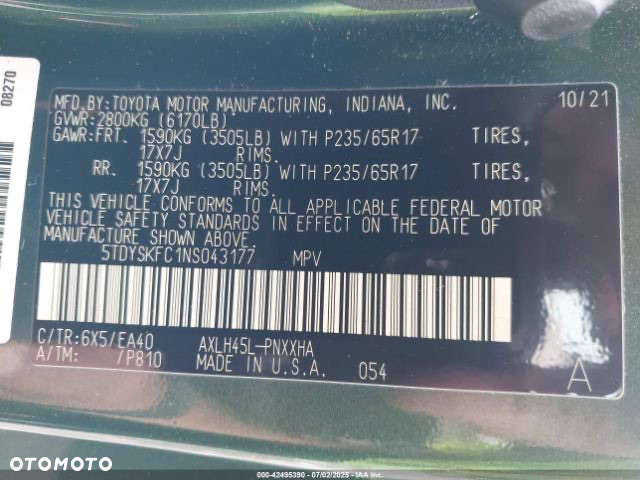 08270
MFD.BY:TOYOTA MOTOR MANUFACTURING, INDIANA, INC. 10/21
GVWR:2800KG (6170LB)
GAWR:FRT. 1590KG (3505LB) WITH P235/65R17 TIRES,
17X7J RIMS.
RR. 1590KG (3505LB) WITH P235/65R17 TIRES,
17X7J RIMS.
THIS VEHICLE CONFORMS TO ALL APPLICABLE FEDERAL MOTOR
VEHICLE SAFETY STANDARDS IN EFFECT ON THE DATE OF
MANUFACTURE SHOWN ABOVE.
5TDYSKFC1NS043177 MPV
C/TR:6X5/EA40 AXLH45L-PNXXHA
A/TM: /P810 MADE IN U.S.A. 054 A
OTOMOTO
000-42495390 - 07/02/2025 - IAA Inc.